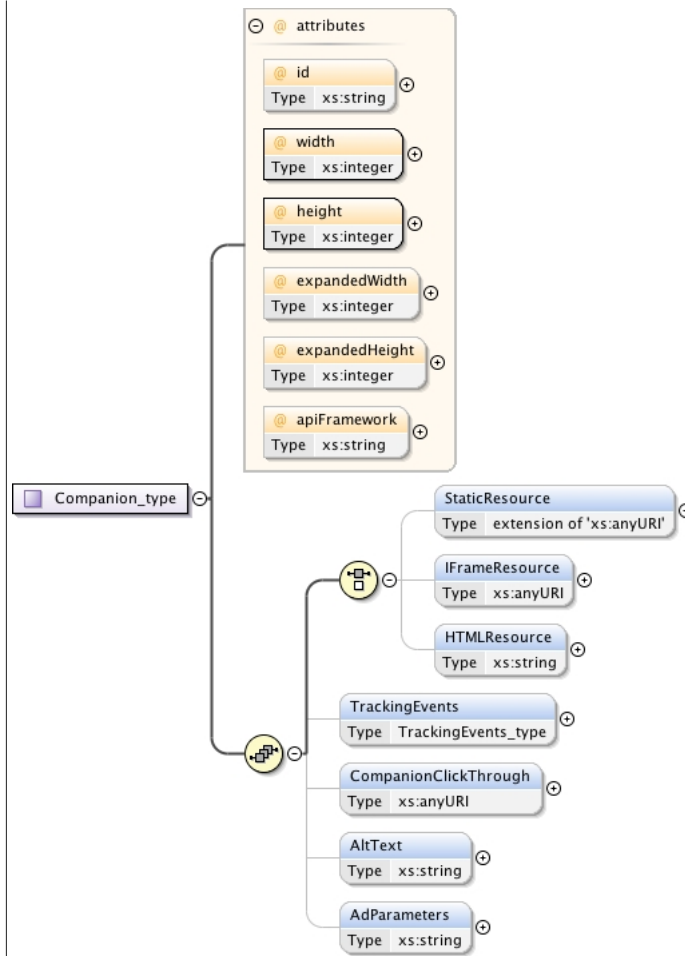 @ attributes
@ id
Type xs:string
@ width
Type xs:integer
@ height
Type xs:integer
@ expandedWidth
Type xs:integer
@ expandedHeight
Type xs:integer
@ apiFramework
Type xs:string
Companion_type
StaticResource
Type extension of 'xs:anyURI'
IFrameResource
Type xs:anyURI
HTMLResource
Type xs:string
TrackingEvents
Type TrackingEvents_type
CompanionClickThrough
Type xs:anyURI
AltText
Type xs:string
AdParameters
Type xs:string